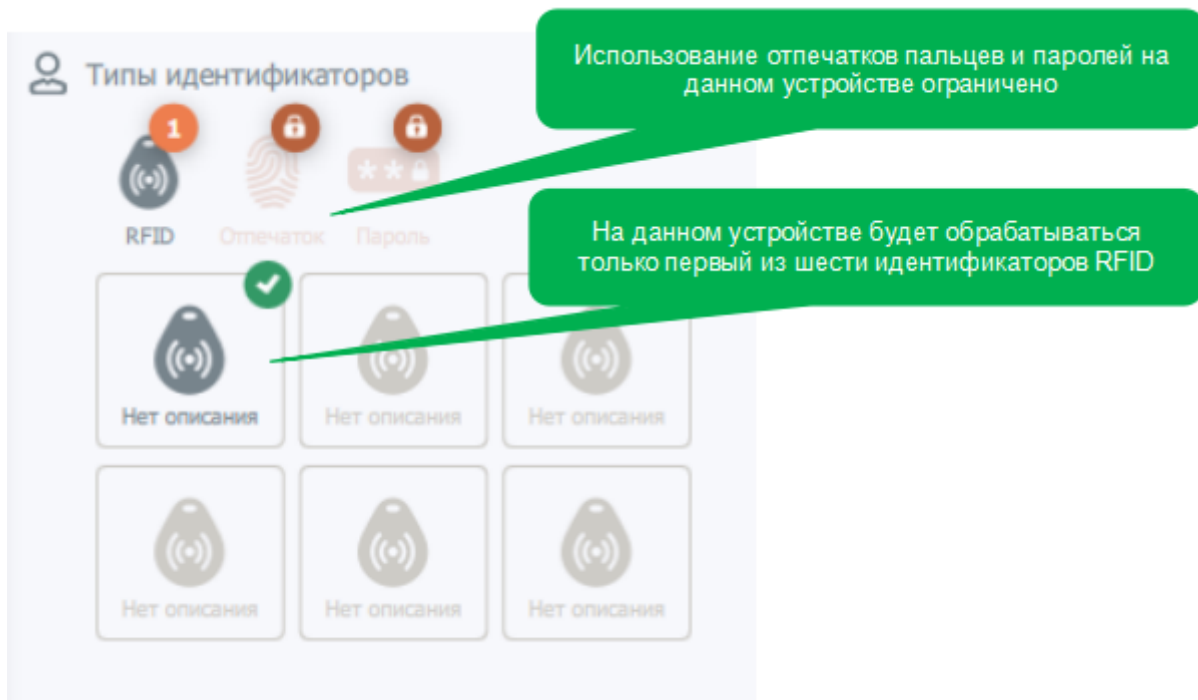 Использование отпечатков пальцев и паролей на
данном устройстве ограничено
Типы идентификаторов
1
**
RFID
Отпечаток
Пароль
На данном устройстве будет обрабатываться
только первый из шести идентификаторов RFID
Нет описания
Нет описания
Нет описания
Нет описания
Нет описания
Нет описания